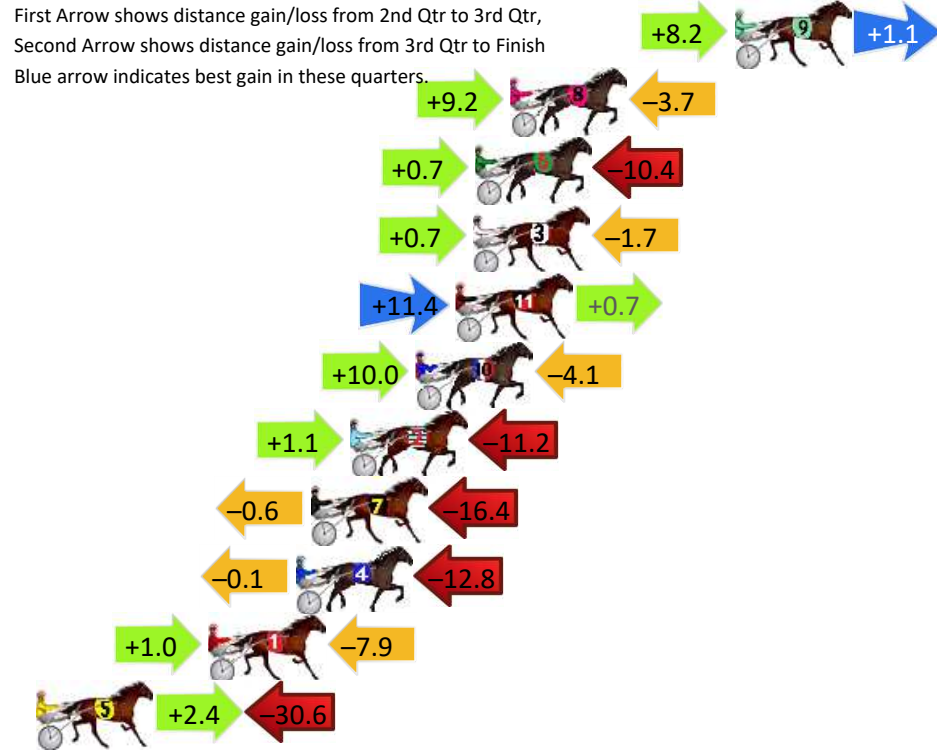 First Arrow shows distance gain/loss from 2nd Qtr to 3rd Qtr,
Second Arrow shows distance gain/loss from 3rd Qtr to Finish
Blue arrow indicates best gain in these quarters.
+8.2 9 +1.1
+9.2 8 –3.7
+0.7 6 –10.4
+0.7 3 –1.7
+11.4 11 +0.7
+10.0 10 –4.1
+1.1 2 –11.2
–0.6 7 –16.4
–0.1 4 –12.8
+1.0 1 –7.9
5 +2.4 –30.6